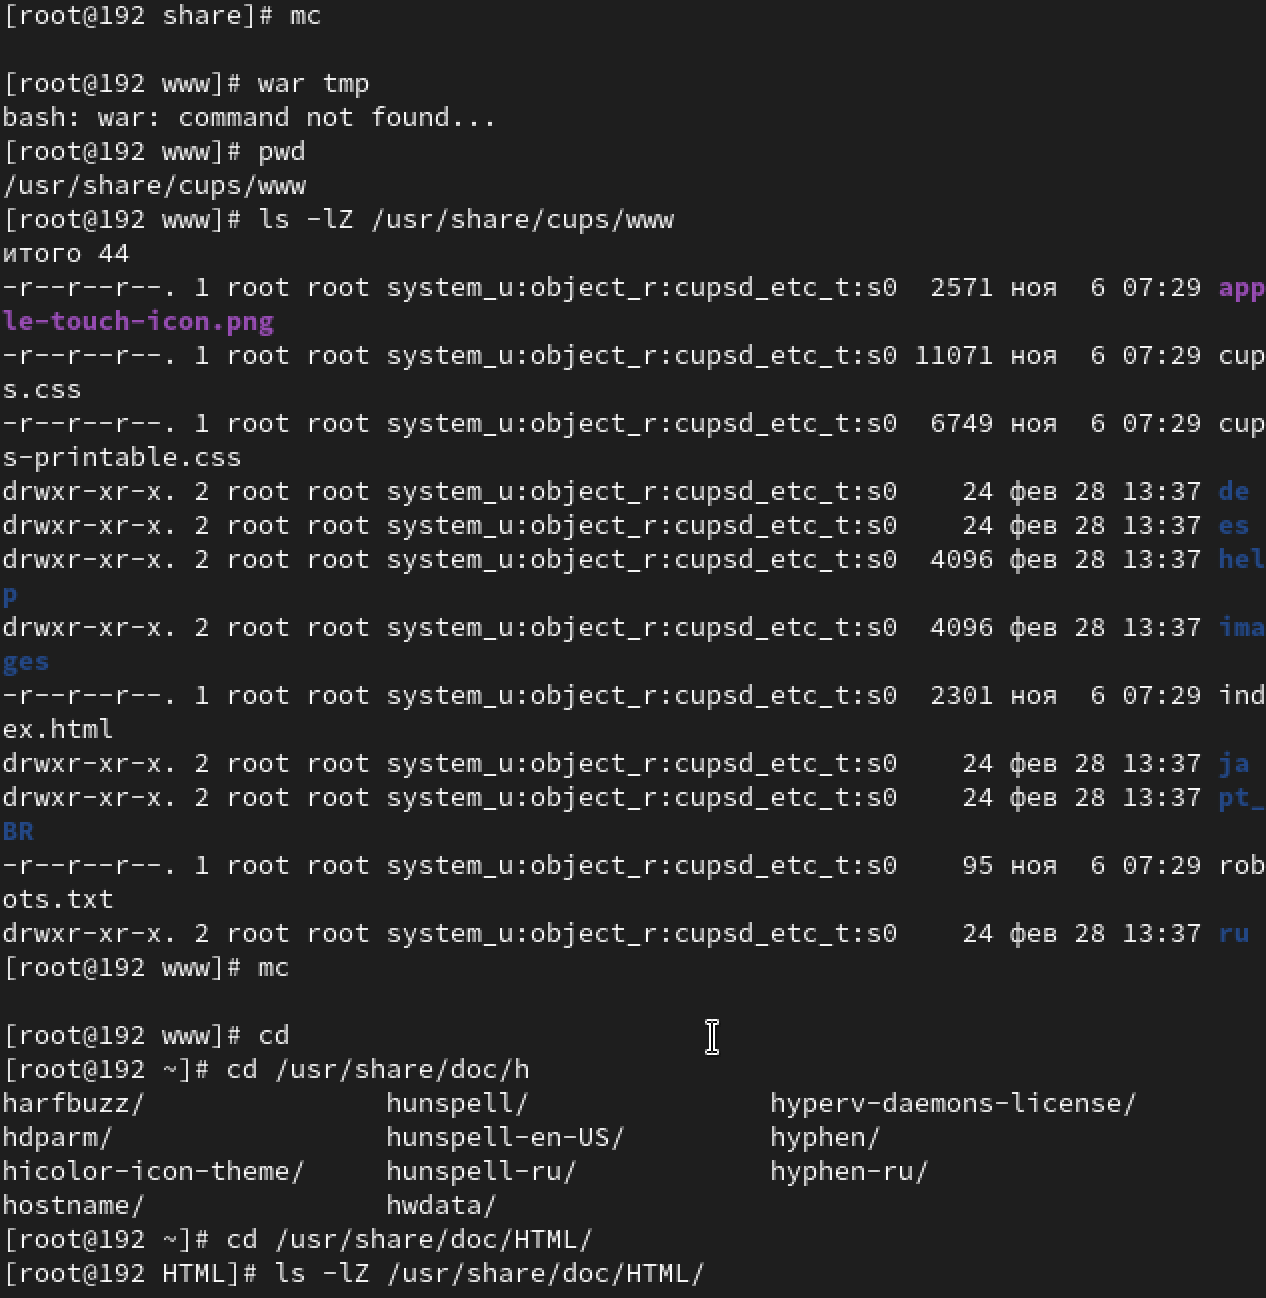 [root@192 share]# mc
[root@192 www]# war tmp
bash: war: command not found...
[root@192 www]# pwd
/usr/share/cups/www
[root@192 www]# ls -lZ /usr/share/cups/www
итого 44
-r--r--r--. 1 root root system_u:object_r:cupsd_etc_t:s0  2571 ноя  6 07:29 app
le-touch-icon.png
-r--r--r--. 1 root root system_u:object_r:cupsd_etc_t:s0 11071 ноя  6 07:29 cup
s.css
-r--r--r--. 1 root root system_u:object_r:cupsd_etc_t:s0  6749 ноя  6 07:29 cup
s-printable.css
drwxr-xr-x. 2 root root system_u:object_r:cupsd_etc_t:s0    24 фев 28 13:37 de
drwxr-xr-x. 2 root root system_u:object_r:cupsd_etc_t:s0    24 фев 28 13:37 es
drwxr-xr-x. 2 root root system_u:object_r:cupsd_etc_t:s0  4096 фев 28 13:37 hel
p
drwxr-xr-x. 2 root root system_u:object_r:cupsd_etc_t:s0  4096 фев 28 13:37 ima
ges
-r--r--r--. 1 root root system_u:object_r:cupsd_etc_t:s0  2301 ноя  6 07:29 ind
ex.html
drwxr-xr-x. 2 root root system_u:object_r:cupsd_etc_t:s0    24 фев 28 13:37 ja
drwxr-xr-x. 2 root root system_u:object_r:cupsd_etc_t:s0    24 фев 28 13:37 pt_
BR
-r--r--r--. 1 root root system_u:object_r:cupsd_etc_t:s0    95 ноя  6 07:29 rob
ots.txt
drwxr-xr-x. 2 root root system_u:object_r:cupsd_etc_t:s0    24 фев 28 13:37 ru
[root@192 www]# mc
[root@192 www]# cd
[root@192 ~]# cd /usr/share/doc/h
harfbuzz/               hunspell/               hyperv-daemons-license/
hdparm/                 hunspell-en-US/         hyphen/
hicolor-icon-theme/     hunspell-ru/            hyphen-ru/
hostname/               hwdata/
[root@192 ~]# cd /usr/share/doc/HTML/
[root@192 HTML]# ls -lZ /usr/share/doc/HTML/